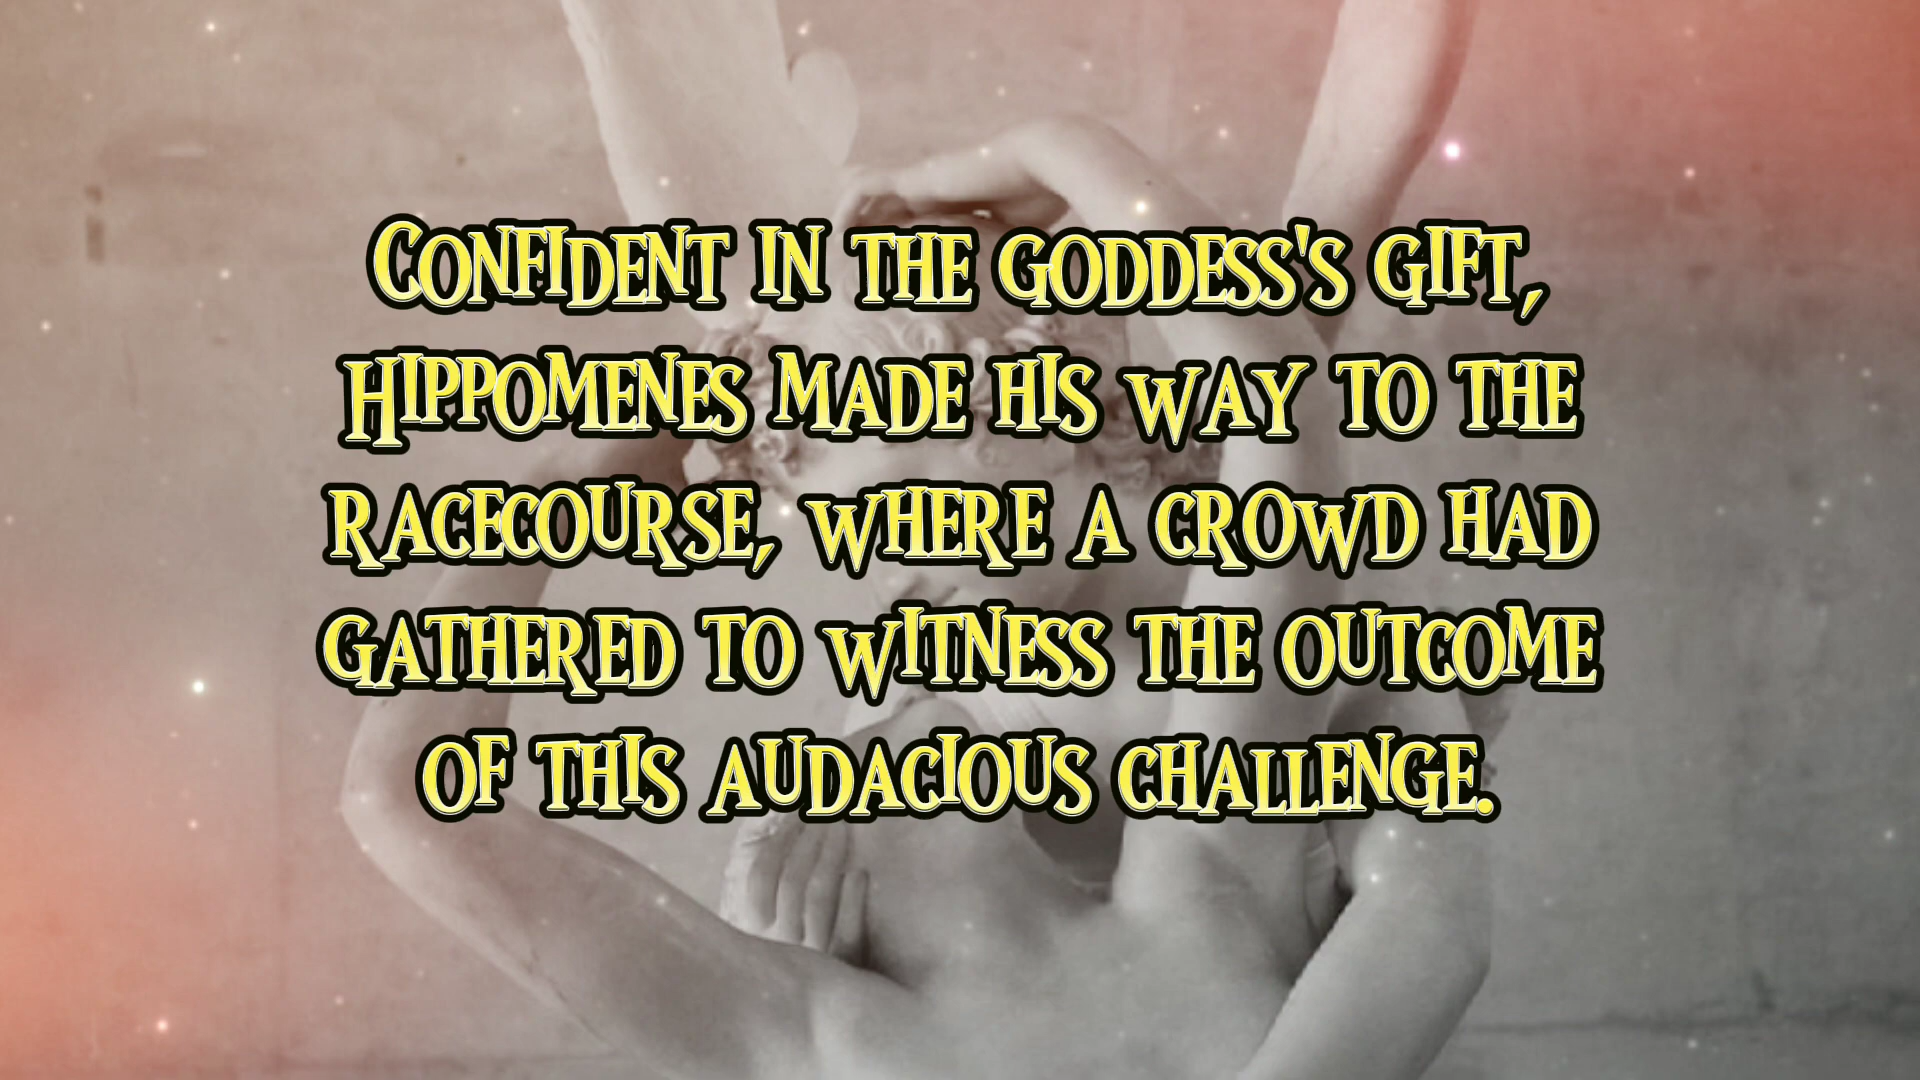 Confident in the goddess's gift,
Hippomenes made his way to the
racecourse, where a crowd had
gathered to witness the outcome
of this audacious challenge.